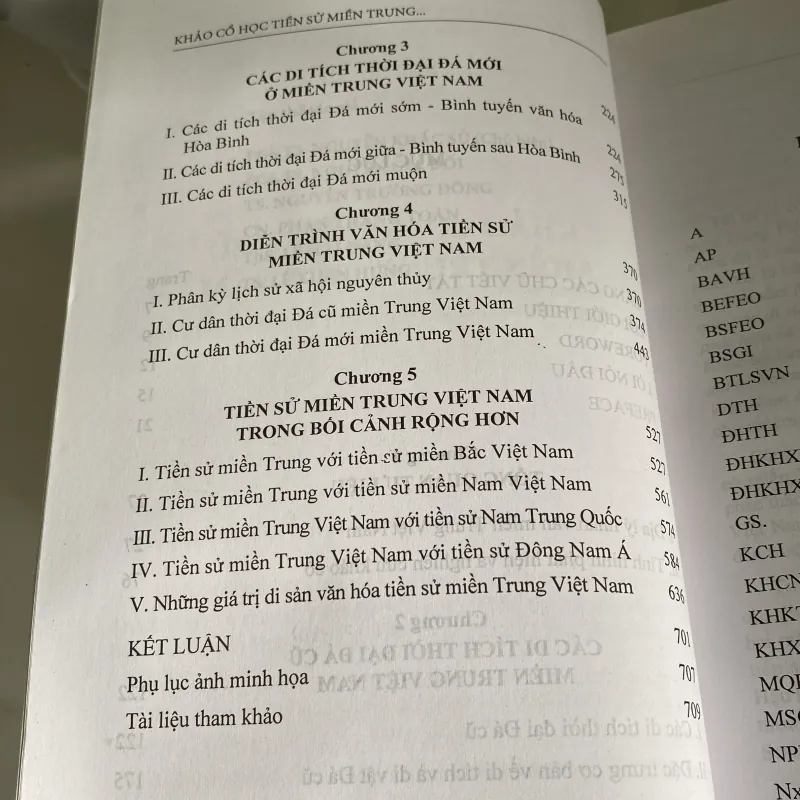 KHẢO CỔ HỌC TIỀN SỬ MIỀN TRUNG...
Chương 3
CÁC DI TÍCH THỜI ĐẠI ĐÁ MỚI
Ở MIỀN TRUNG VIỆT NAM 224
I. Các di tích thời đại Đá mới sớm - Bình tuyến văn hóa
Hòa Bình 224
II. Các di tích thời đại Đá mới giữa - Bình tuyến sau Hòa Bình 275
III. Các di tích thời đại Đá mới muộn 315
Chương 4
DIỄN TRÌNH VĂN HÓA TIỀN SỬ
MIỀN TRUNG VIỆT NAM 370
I. Phân kỳ lịch sử xã hội nguyên thủy 370
II. Cư dân thời đại Đá cũ miền Trung Việt Nam 374
III. Cư dân thời đại Đá mới miền Trung Việt Nam 443
Chương 5
TIỀN SỬ MIỀN TRUNG VIỆT NAM
TRONG BỐI CẢNH RỘNG HƠN 527
I. Tiền sử miền Trung với tiền sử miền Bắc Việt Nam 527
II. Tiền sử miền Trung với tiền sử miền Nam Việt Nam 561
III. Tiền sử miền Trung Việt Nam với tiền sử Nam Trung Quốc 574
IV. Tiền sử miền Trung Việt Nam với tiền sử Đông Nam Á 584
V. Những giá trị di sản văn hóa tiền sử miền Trung Việt Nam 636
KẾT LUẬN 701
Phụ lục ảnh minh họa 707
Tài liệu tham khảo 709
A
AP
BAVH
BEFEO
BSFEO
BSGI
BTLSVN
DTH
ĐHTH
ĐHKHX
ĐHKHX
GS.
KCH
KHCN
KHKT
KHX
MQ
MS
NP
Nx